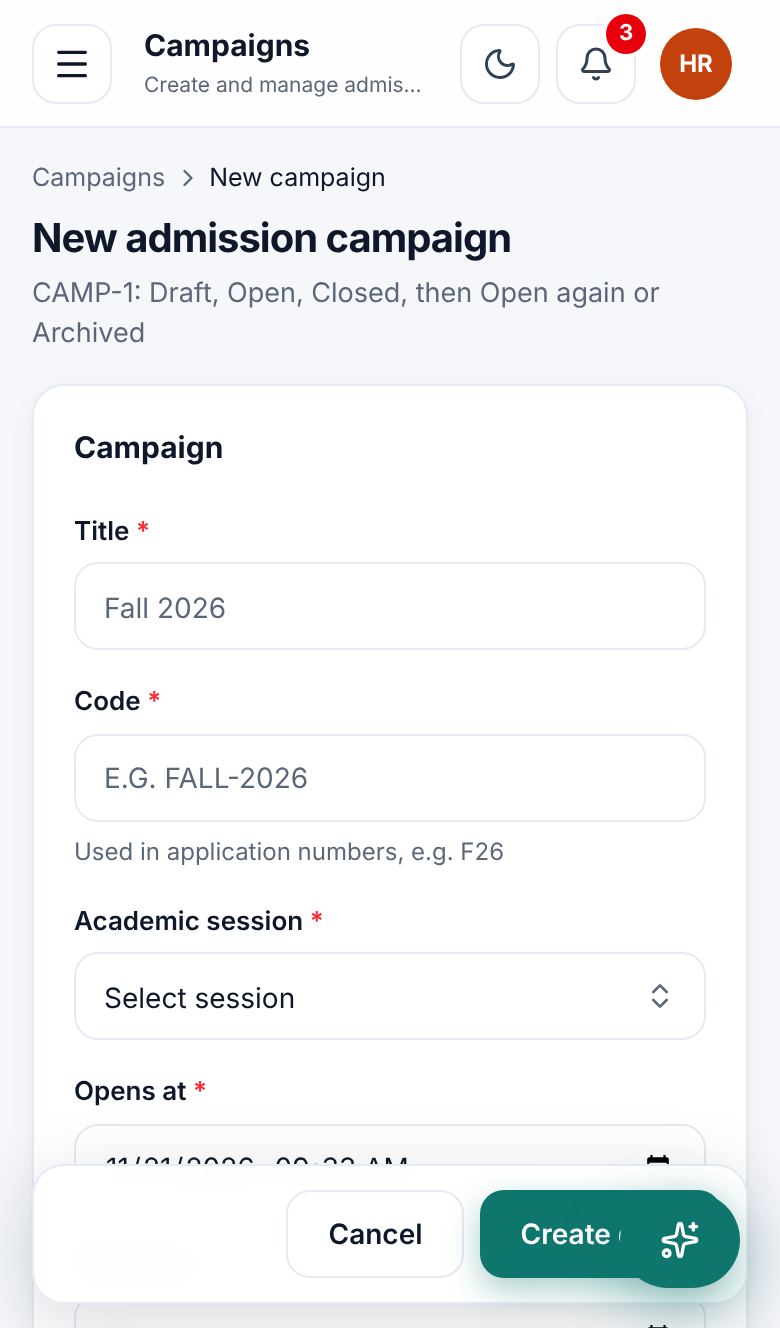 Campaigns
Create and manage admis...
3
HR
Campaigns > New campaign
New admission campaign
CAMP-1: Draft, Open, Closed, then Open again or
Archived
Campaign
Title *
Fall 2026
Code *
E.G. FALL-2026
Used in application numbers, e.g. F26
Academic session *
Select session
Opens at *
Cancel
Create